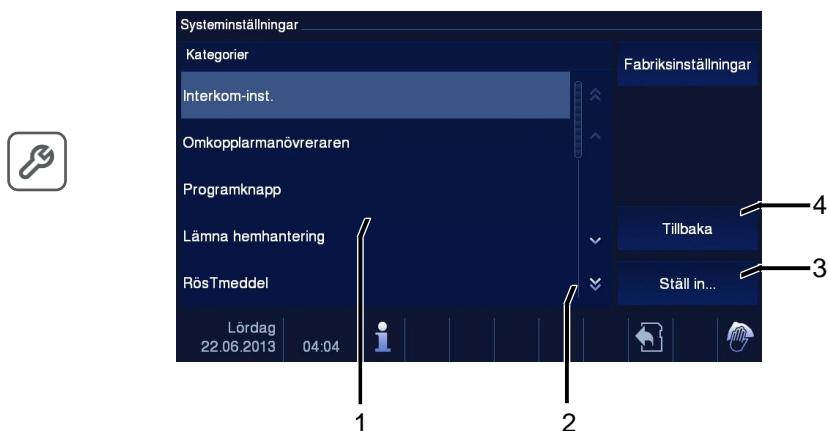 Systeminställningar
Kategorier
Fabriksinställningar
Interkom-inst.
Omkopplarmanövreraren
Programknapp
Lämna hemhantering
Tillbaka
4
RösTmeddel
Ställ in...
3
Lördag
22.06.2013
04:04
1
2